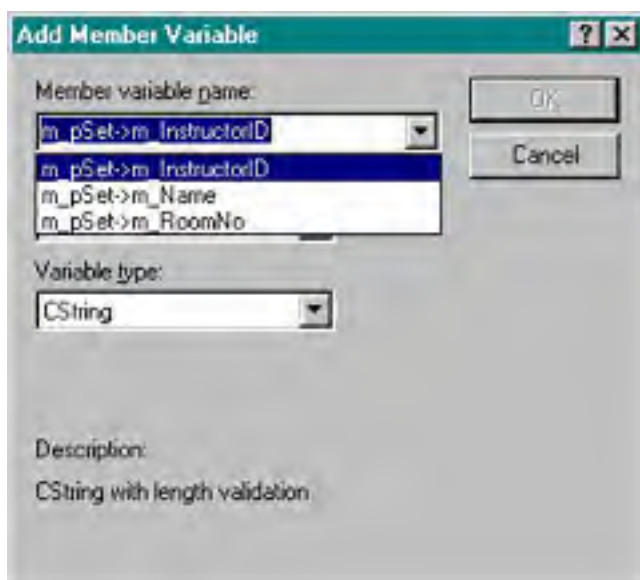 Add Member Variable
Member variable name:
OK
m_pSet->m_InstructorID
Cancel
m_pSet->m_InstructorID
m_pSet->m_Name
m_pSet->m_RoomNo
Variable type:
CString
Description:
CString with length validation